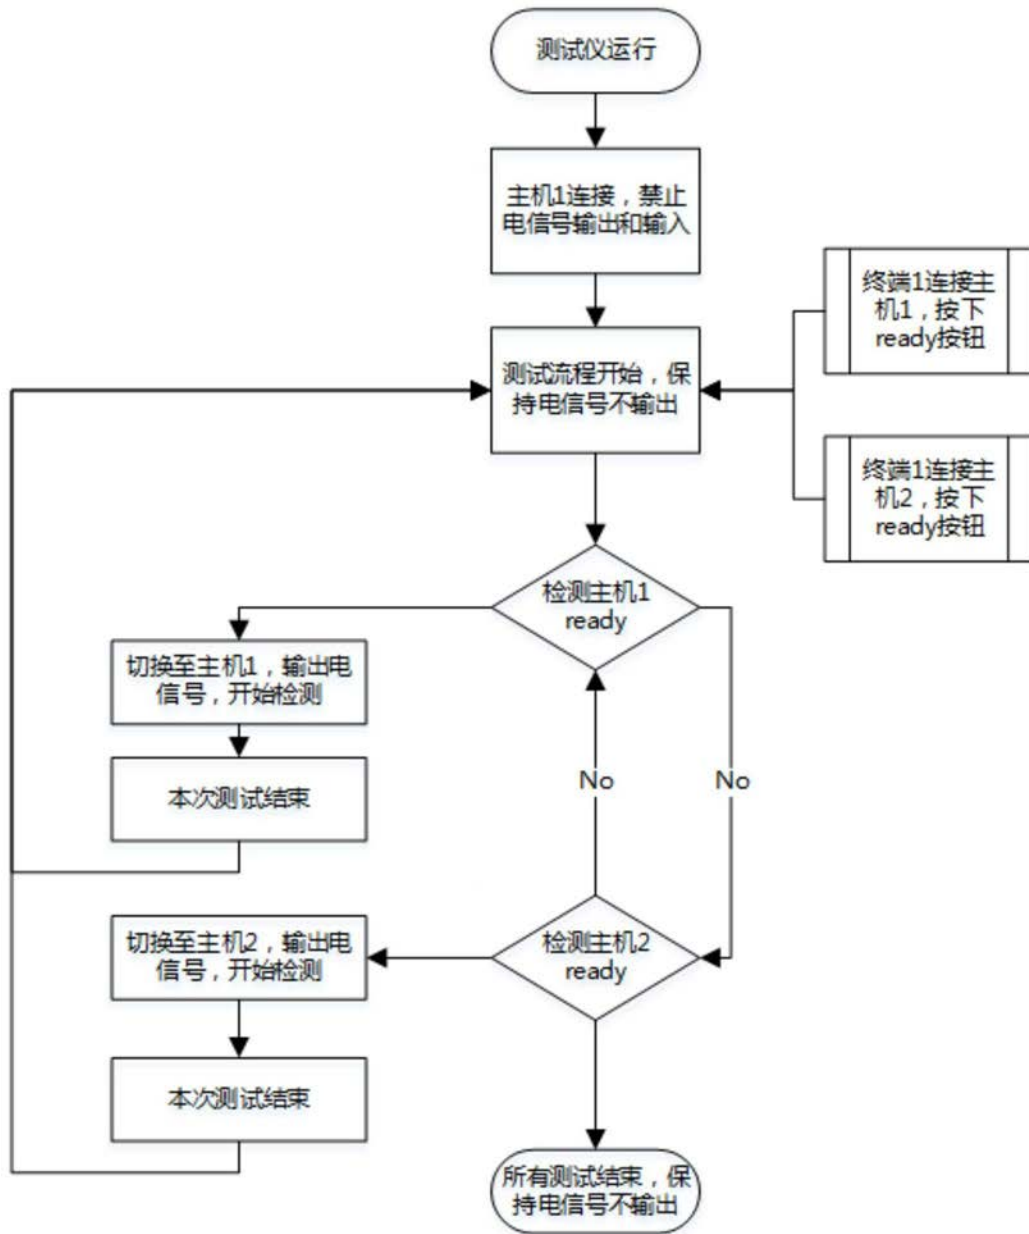 测试仪运行
主机1连接，禁止
电信号输出和输入
终端1连接主
机1，按下
ready按钮
测试流程开始，保
持电信号不输出
终端1连接主
机2，按下
ready按钮
检测主机1
ready
切换至主机1，输出电
信号，开始检测
No
No
本次测试结束
切换至主机2，输出电
信号，开始检测
检测主机2
ready
本次测试结束
所有测试结束，保
持电信号不输出